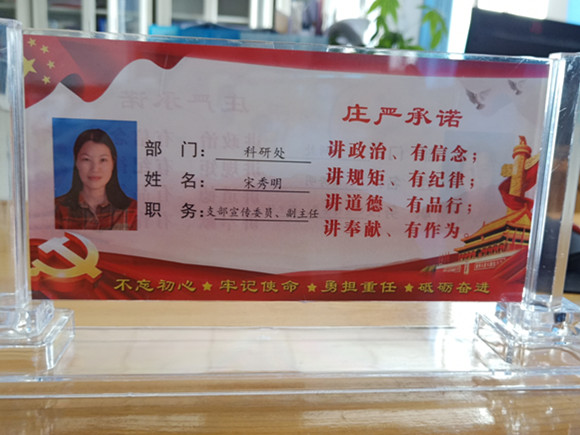 庄严承诺
部 门： 科研处
姓 名： 宋秀明
职 务：支部宣传委员、副主任
讲政治、有信念；
讲规矩、有纪律；
讲道德、有品行；
讲奉献、有作为。
不忘初心★牢记使命★勇担重任★砥砺奋进